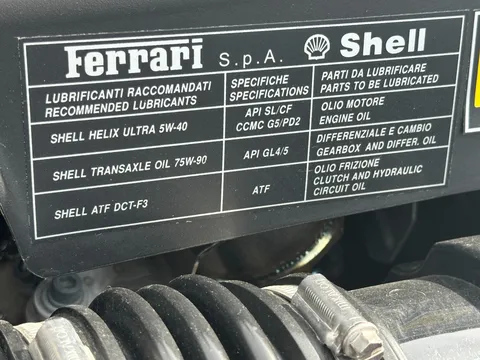 Ferrari S.p.A. Shell
LUBRIFICANTI RACCOMANDATI
RECOMMENDED LUBRICANTS
SPECIFICHE
SPECIFICATIONS
PARTI DA LUBRIFICARE
PARTS TO BE LUBRICATED
SHELL HELIX ULTRA 5W-40
API SL/CF
CCMC G5/PD2
OLIO MOTORE
ENGINE OIL
SHELL TRANSAXLE OIL 75W-90
API GL4/5
DIFFERENZIALE E CAMBIO
GEARBOX AND DIFFER. OIL
SHELL ATF DCT-F3
ATF
OLIO FRIZIONE
CLUTCH AND HYDRAULIC
CIRCUIT OIL